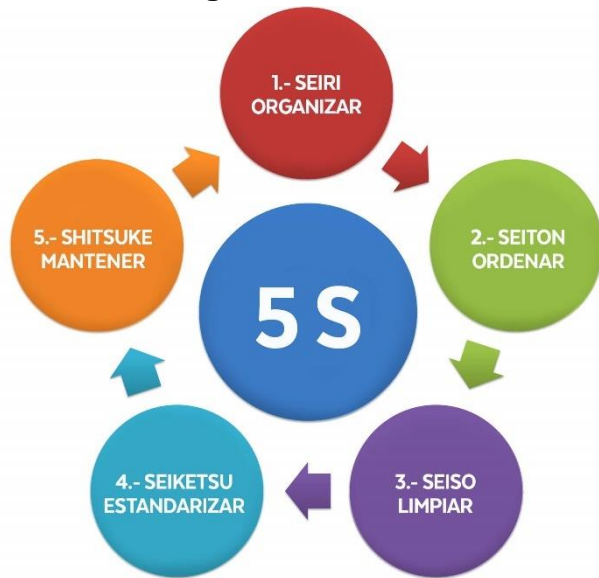 1.- SEIRI
ORGANIZAR
5.- SHITSUKE
MANTENER
2.- SEITON
ORDENAR
5 S
4.- SEIKETSU
ESTANDARIZAR
3.- SEISO
LIMPIAR